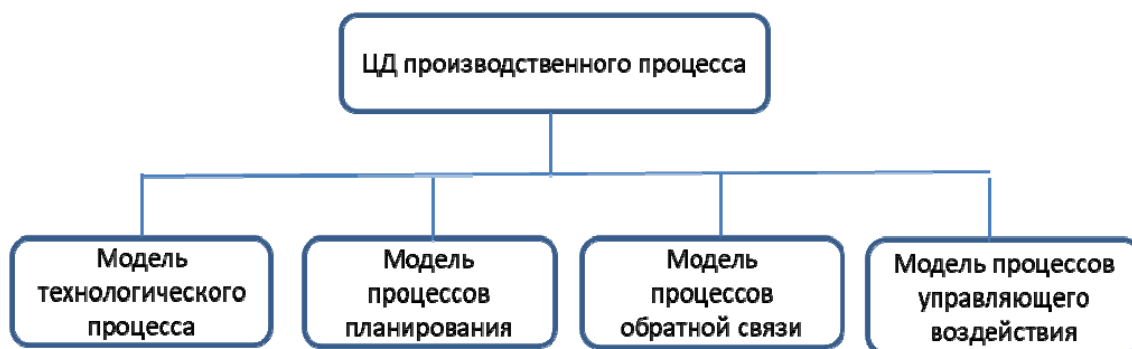 ЦД производственного процесса
Модель
технологического
процесса
Модель
процессов
планирования
Модель
процессов
обратной связи
Модель процессов
управляющего
воздействия